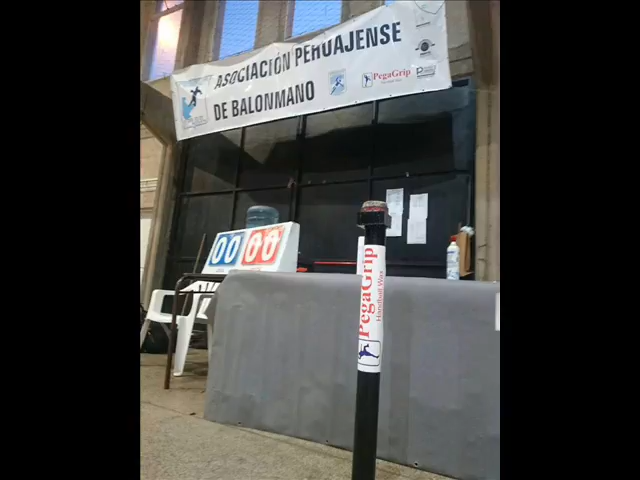 ASOCIACIÓN PEHUAJENSE
DE BALONMANO
PegaGrip
00 00
PegaGrip
Handball Wax